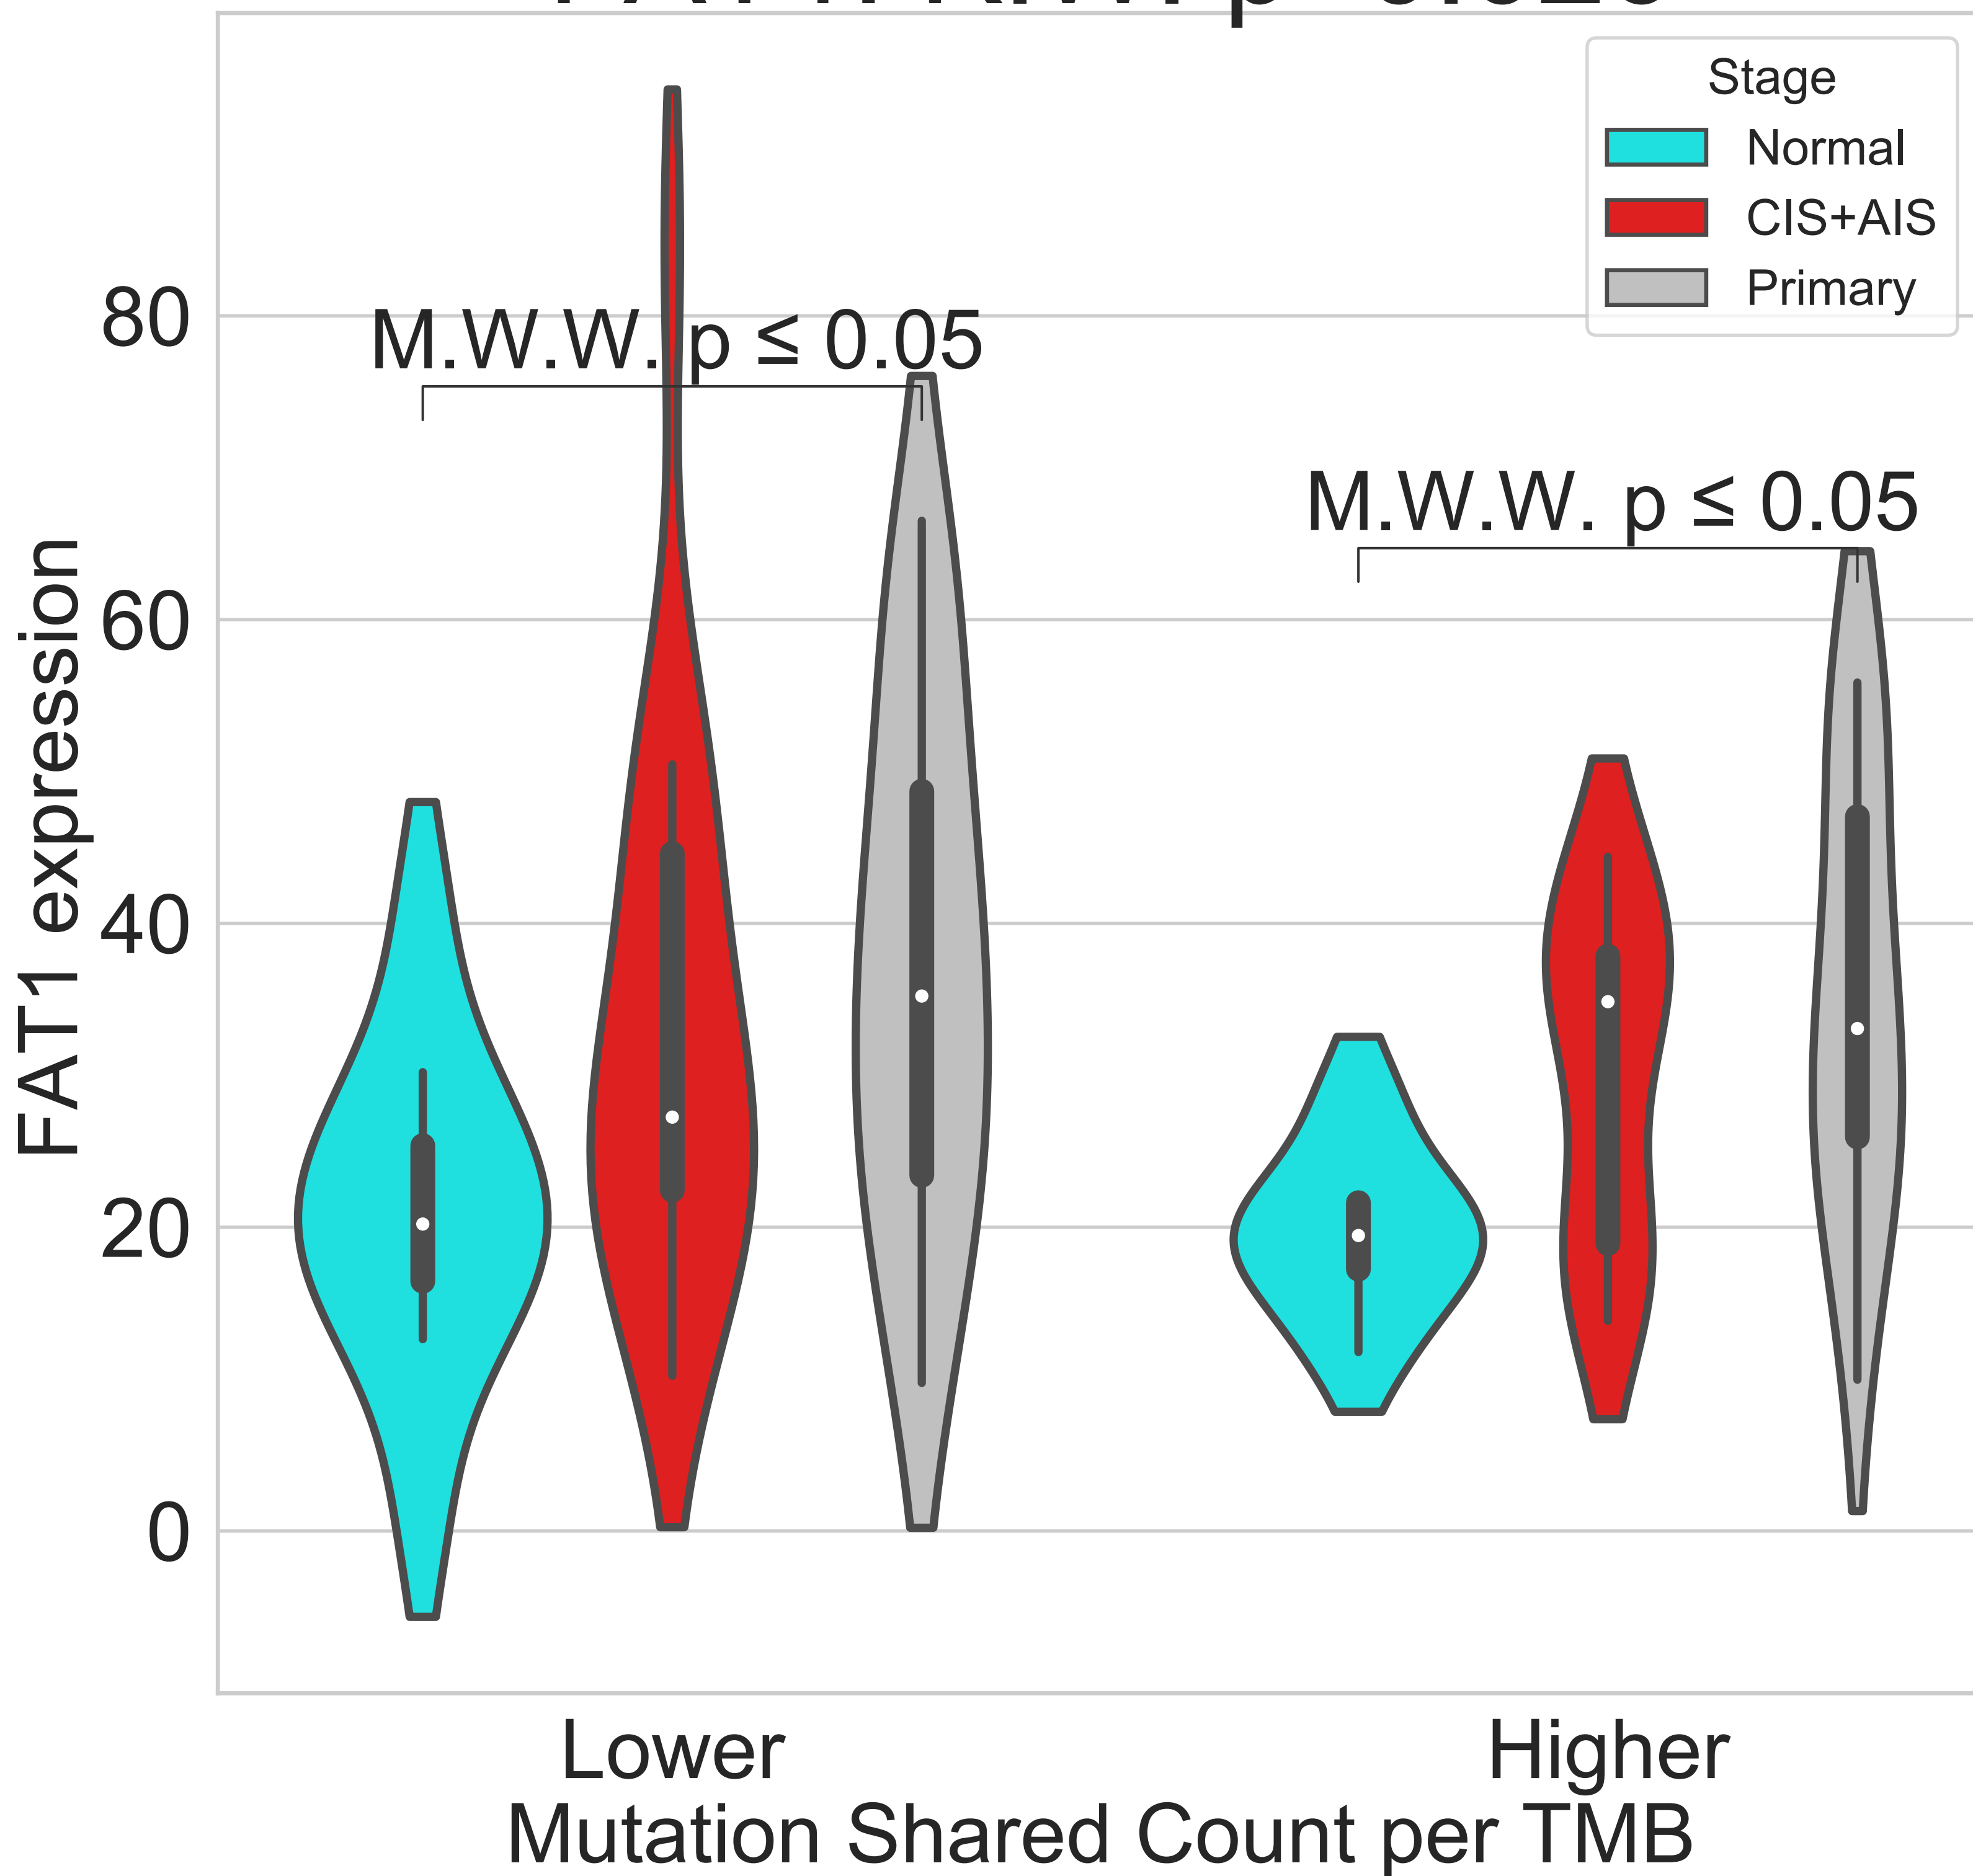 Stage
Normal
CIS+AIS
Primary
M.W.W. p ≤ 0.05
M.W.W. p ≤ 0.05
80
60
40
20
0
FAT1 expression
Lower
Higher
Mutation Shared Count per TMB